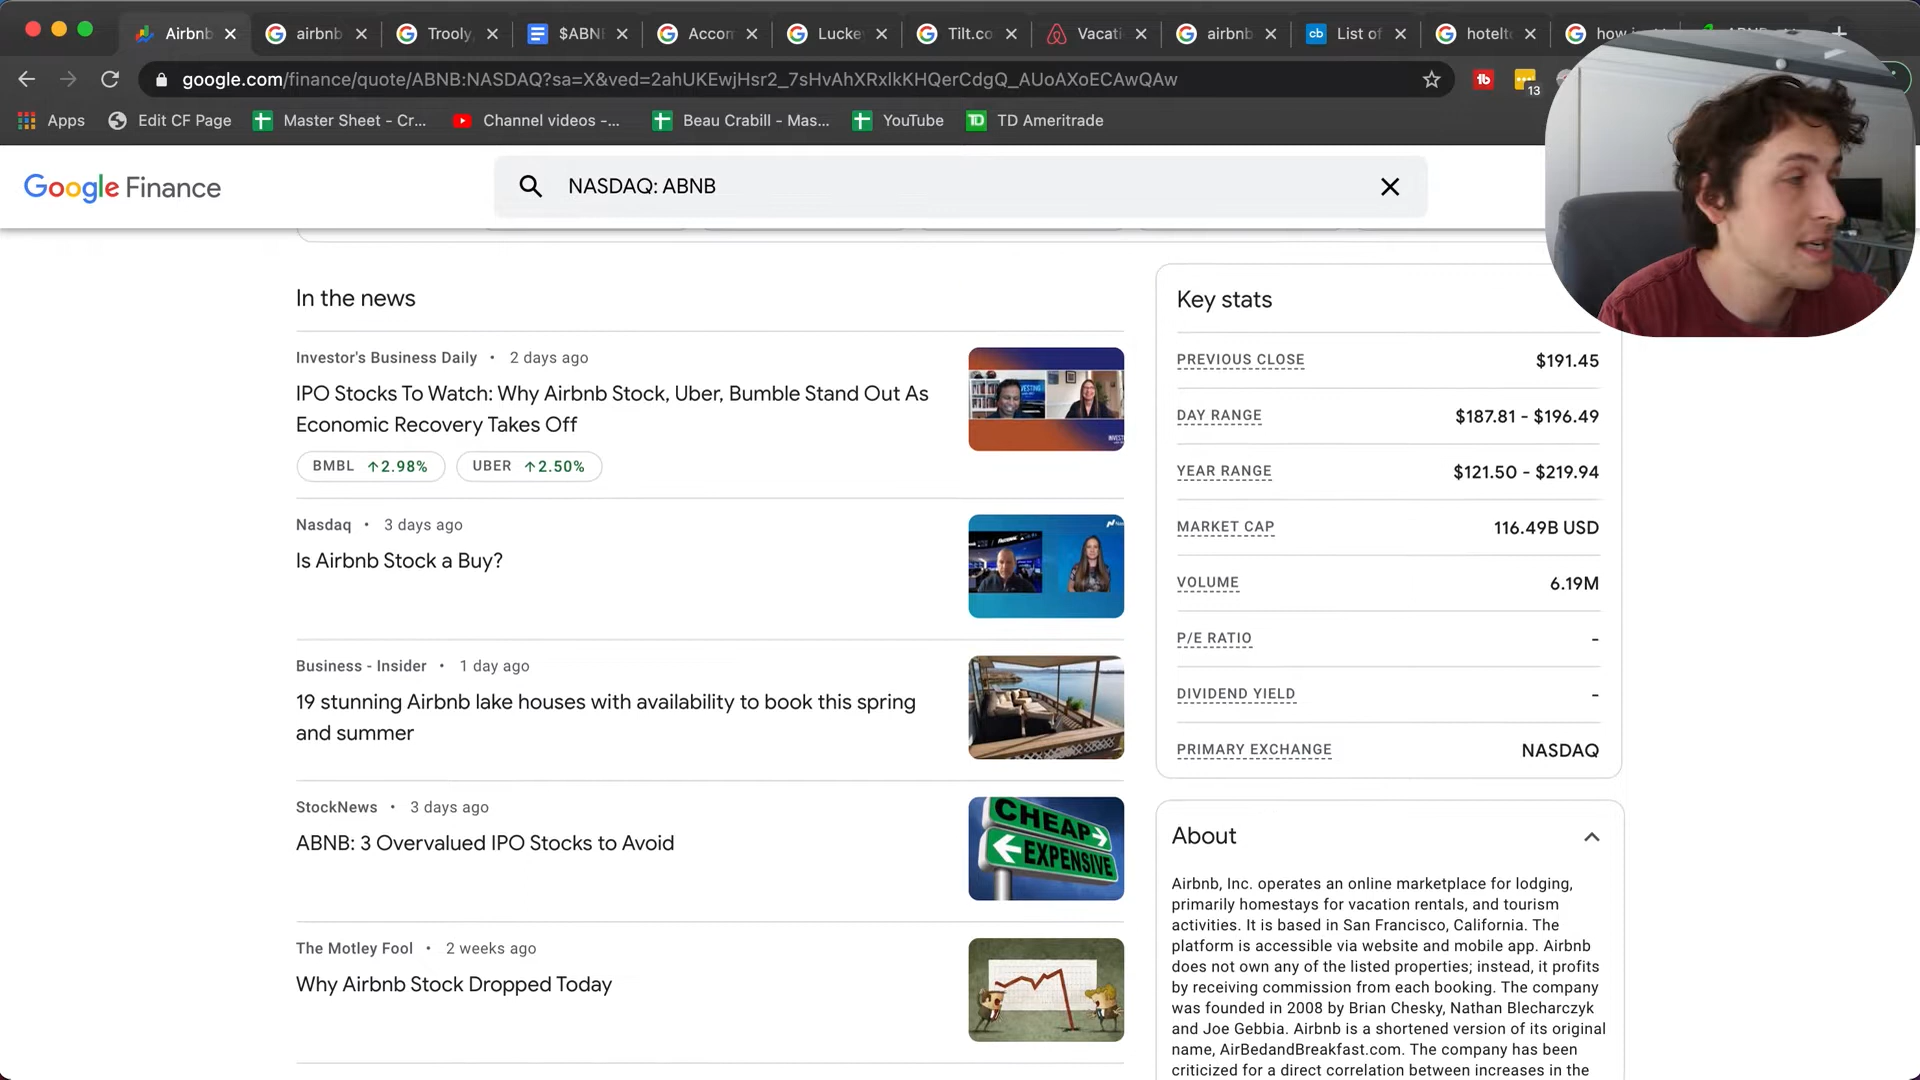 Airbnb
airbnb
Trooly,
$ABN
Accon
Lucke
Tilt.co
Vacati
airbnb
cb List of
hotelto
google.com/finance/quote/ABNB:NASDAQ?sa=X&ved=2ahUKEwjHsr2_7sHvAhXRxlkKHQerCdgQ_AUoAXoECAwQAw
tb
13
Apps
Edit CF Page
Master Sheet - Cr...
Channel videos -...
Beau Crabill - Mas...
YouTube
TD TD Ameritrade
Google Finance
NASDAQ: ABNB
In the news
Investor's Business Daily • 2 days ago
IPO Stocks To Watch: Why Airbnb Stock, Uber, Bumble Stand Out As
Economic Recovery Takes Off
BMBL ↑2.98% UBER ↑2.50%
Nasdaq • 3 days ago
Is Airbnb Stock a Buy?
Business - Insider • 1 day ago
19 stunning Airbnb lake houses with availability to book this spring
and summer
StockNews • 3 days ago
ABNB: 3 Overvalued IPO Stocks to Avoid
CHEAP
EXPENSIVE
The Motley Fool • 2 weeks ago
Why Airbnb Stock Dropped Today
Key stats
PREVIOUS CLOSE $191.45
DAY RANGE $187.81 - $196.49
YEAR RANGE $121.50 - $219.94
MARKET CAP 116.49B USD
VOLUME 6.19M
P/E RATIO -
DIVIDEND YIELD -
PRIMARY EXCHANGE NASDAQ
About
Airbnb, Inc. operates an online marketplace for lodging,
primarily homestays for vacation rentals, and tourism
activities. It is based in San Francisco, California. The
platform is accessible via website and mobile app. Airbnb
does not own any of the listed properties; instead, it profits
by receiving commission from each booking. The company
was founded in 2008 by Brian Chesky, Nathan Blecharczyk
and Joe Gebbia. Airbnb is a shortened version of its original
name, AirBedandBreakfast.com. The company has been
criticized for a direct correlation between increases in the